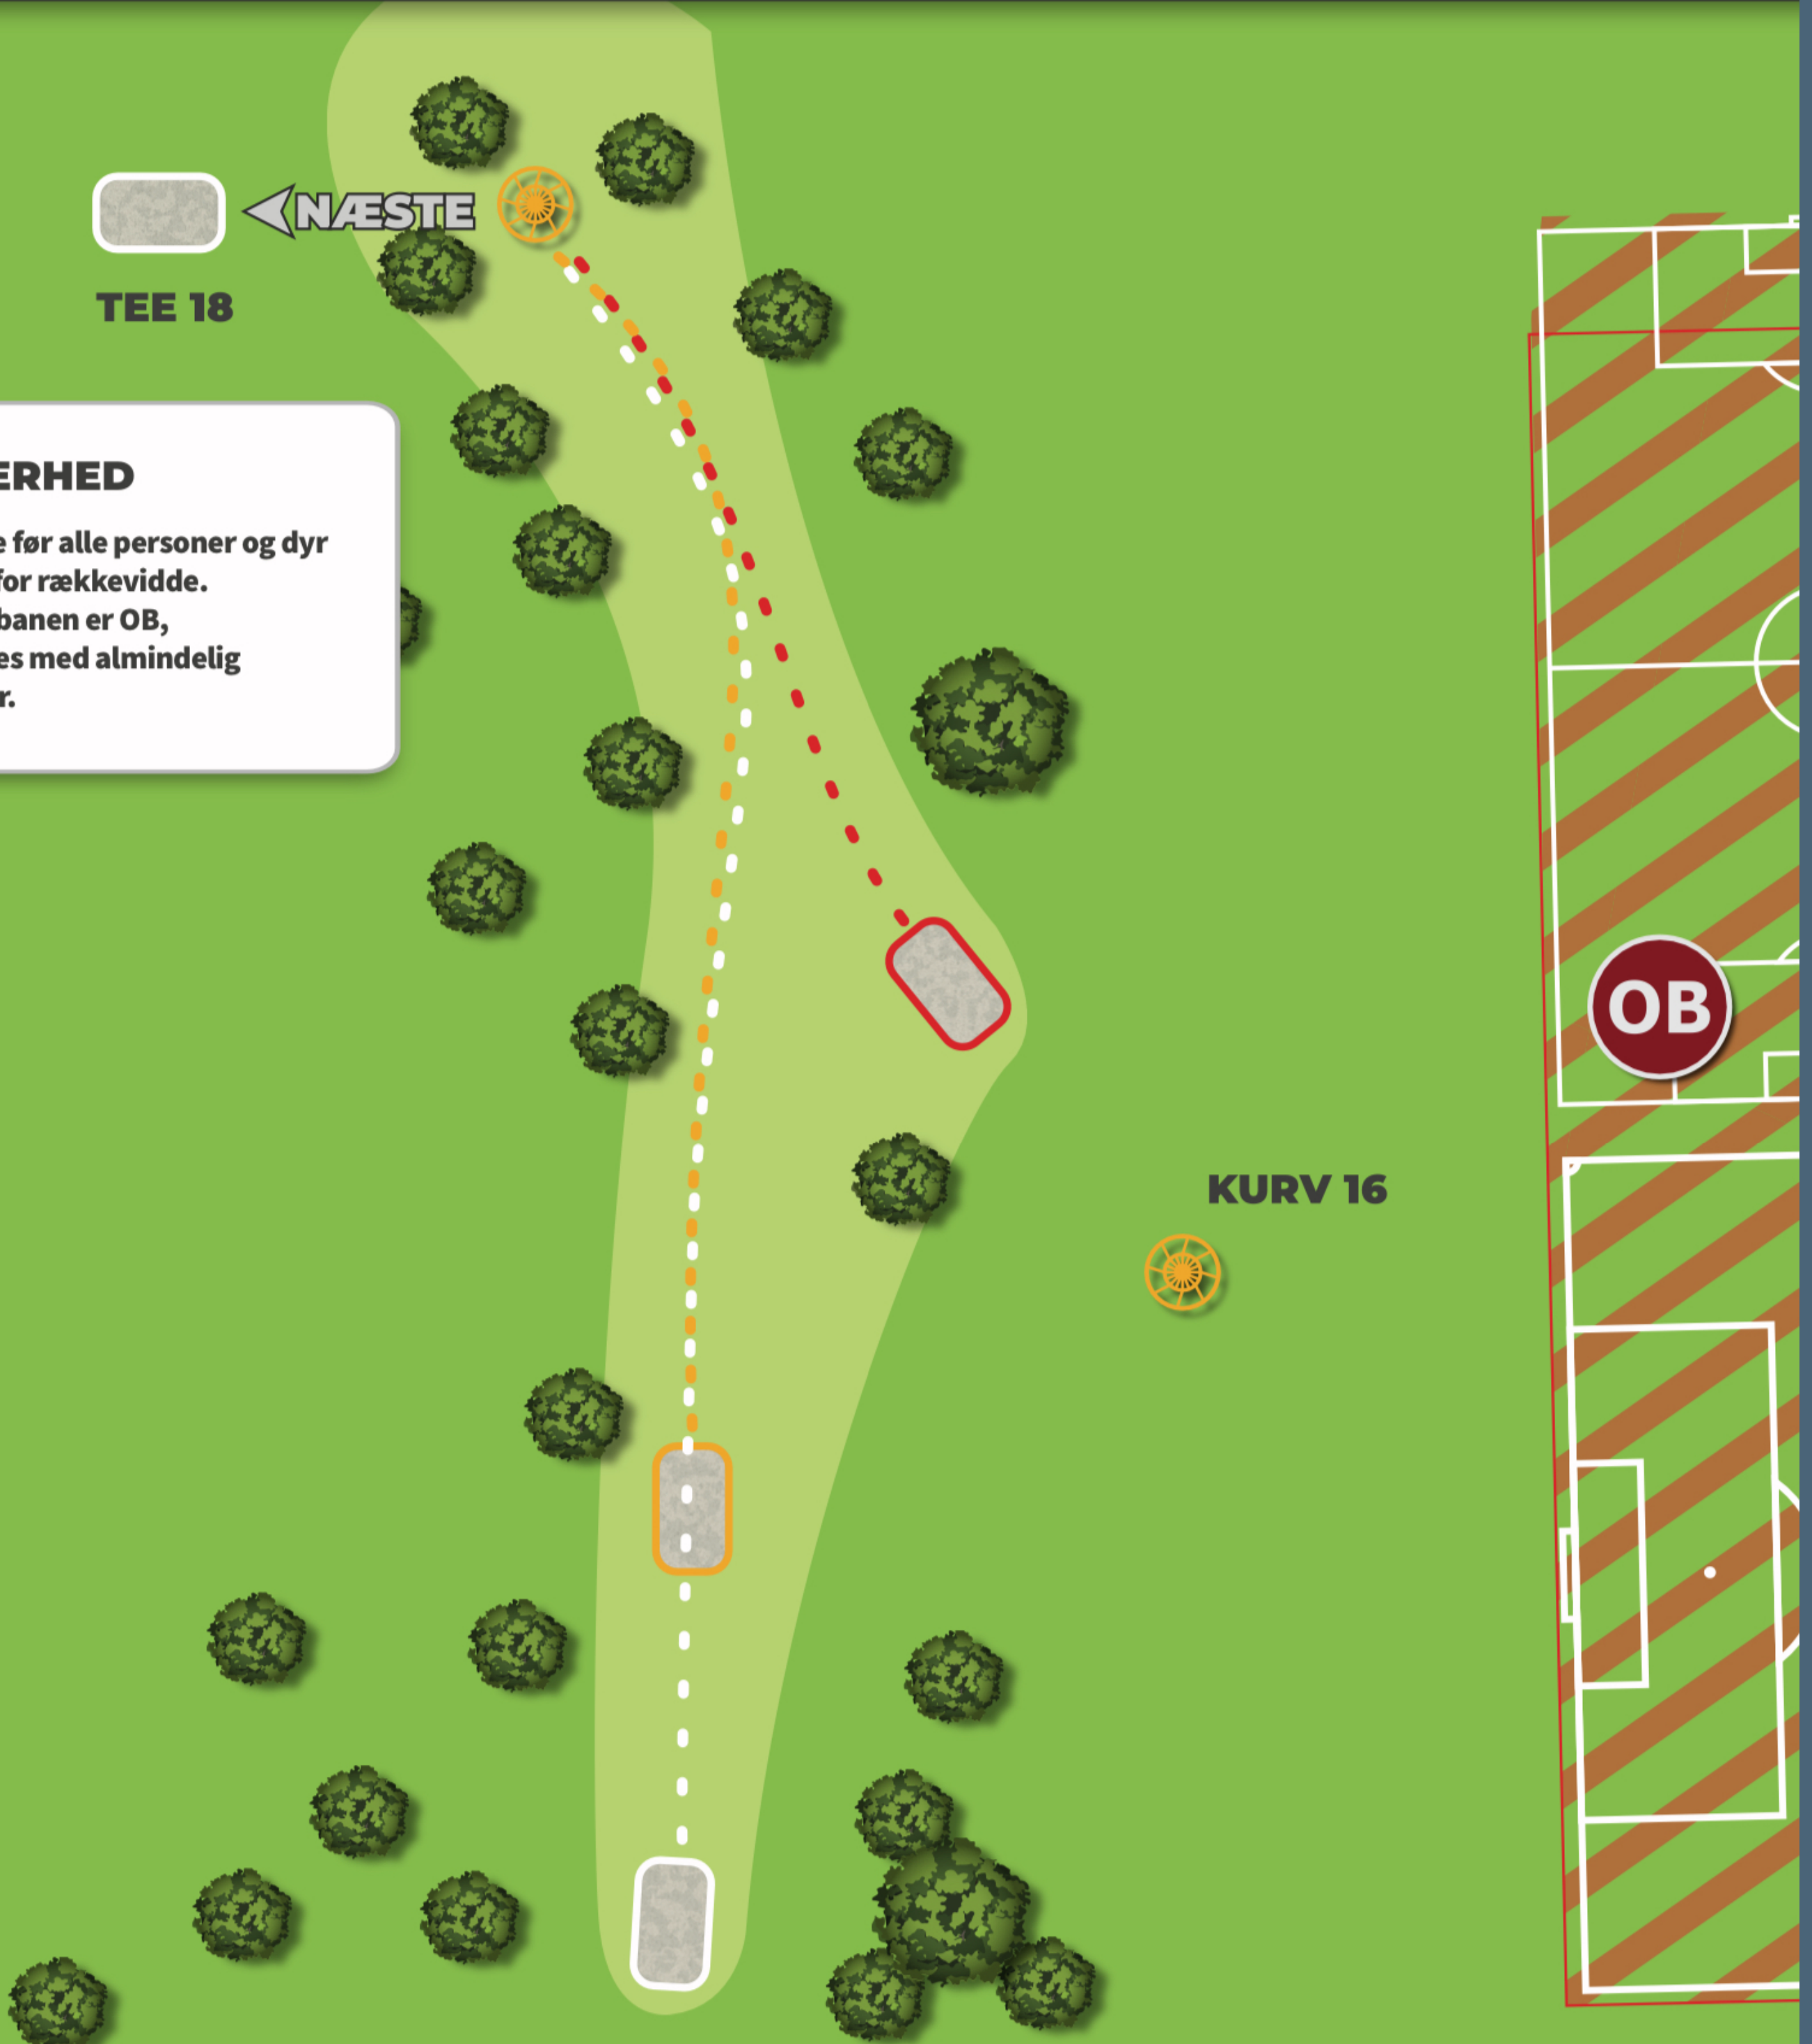 NÆSTE
TEE 18
ERHED
før alle personer og dyr
for rækkevidde.
banen er OB,
es med almindelig
r.
OB
KURV 16